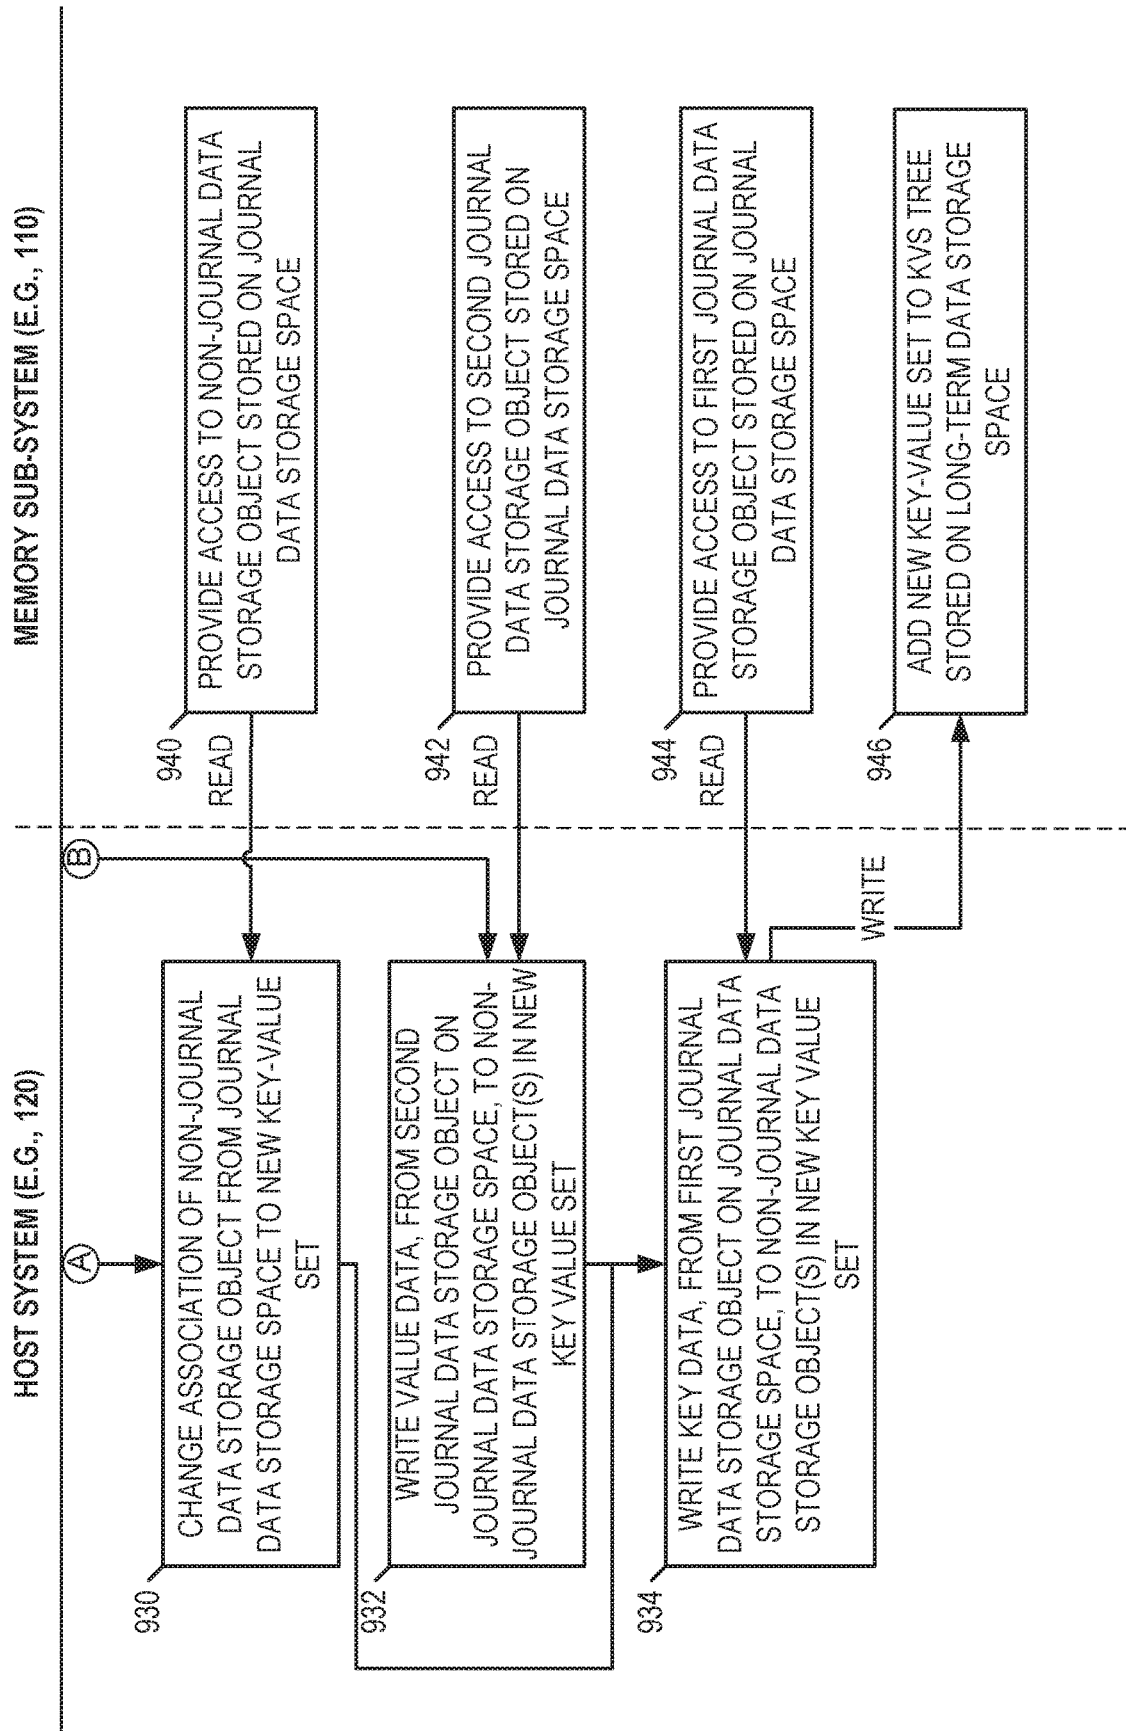 HOST SYSTEM (E.G., 120)
MEMORY SUB-SYSTEM (E.G., 110)
A
B
930
CHANGE ASSOCIATION OF NON-JOURNAL
DATA STORAGE OBJECT FROM JOURNAL
DATA STORAGE SPACE TO NEW KEY-VALUE
SET
READ
940
PROVIDE ACCESS TO NON-JOURNAL DATA
STORAGE OBJECT STORED ON JOURNAL
DATA STORAGE SPACE
932
WRITE VALUE DATA, FROM SECOND
JOURNAL DATA STORAGE OBJECT ON
JOURNAL DATA STORAGE SPACE, TO NON-
JOURNAL DATA STORAGE OBJECT(S) IN NEW
KEY VALUE SET
READ
942
PROVIDE ACCESS TO SECOND JOURNAL
DATA STORAGE OBJECT STORED ON
JOURNAL DATA STORAGE SPACE
934
WRITE KEY DATA, FROM FIRST JOURNAL
DATA STORAGE OBJECT ON JOURNAL DATA
STORAGE SPACE, TO NON-JOURNAL DATA
STORAGE OBJECT(S) IN NEW KEY VALUE
SET
READ
944
PROVIDE ACCESS TO FIRST JOURNAL DATA
STORAGE OBJECT STORED ON JOURNAL
DATA STORAGE SPACE
WRITE
946
ADD NEW KEY-VALUE SET TO KVS TREE
STORED ON LONG-TERM DATA STORAGE
SPACE